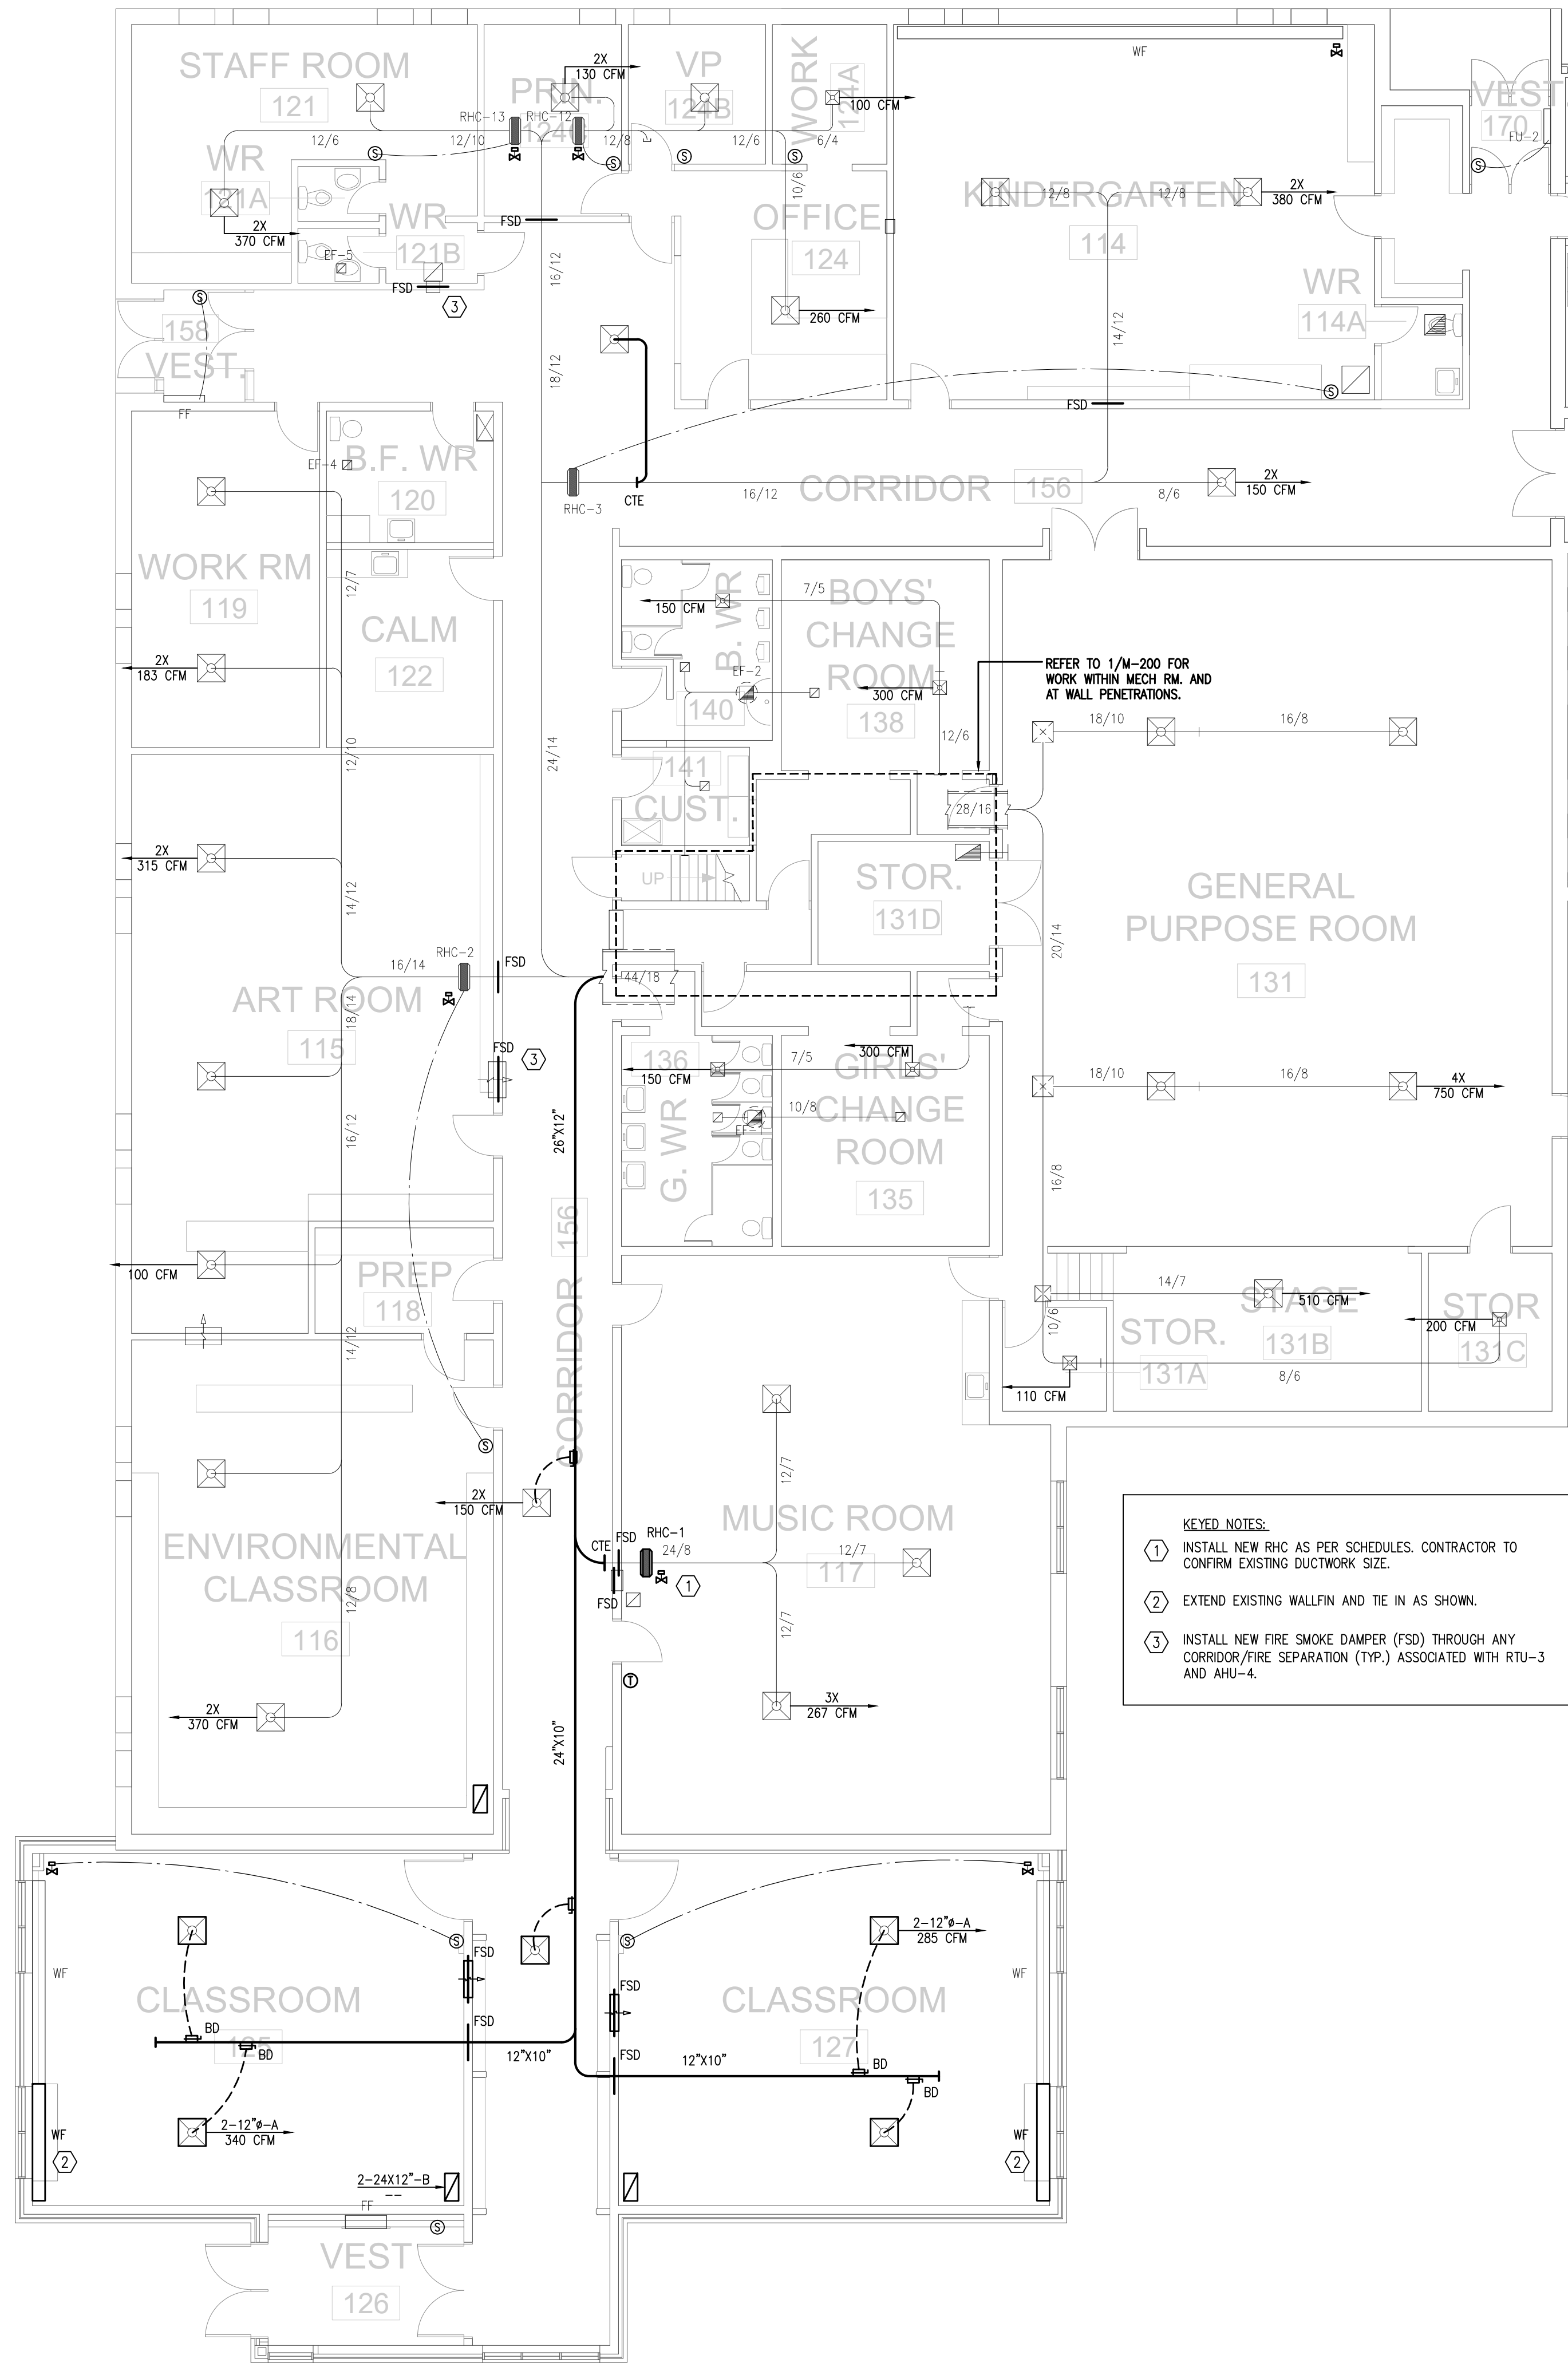 STAFF ROOM
121
PRIN.
124C
VP
124B
WORK
124A
2X
130 CFM
100 CFM
WF
VEST
170
FU-2
RHC-13
RHC-12
12/6
12/10
12/8
12/6
6/4
S
S
S
S
S
10/6
WR
121A
WR
121B
2X
370 CFM
EF-5
FSD
FSD
3
16/12
OFFICE
124
260 CFM
KINDERGARTEN
114
12/8
12/8
2X
380 CFM
WR
114A
14/12
S
FSD
S
158
VEST.
FF
18/12
B.F. WR
120
EF-4
RHC-3
CTE
16/12
CORRIDOR
156
8/6
2X
150 CFM
WORK RM
119
12/7
CALM
122
2X
183 CFM
12/10
150 CFM
B. WR
140
EF-2
7/5
BOYS'
CHANGE
ROOM
138
300 CFM
12/6
REFER TO 1/M-200 FOR
WORK WITHIN MECH RM. AND
AT WALL PENETRATIONS.
18/10
16/8
24/14
141
CUST.
28/16
UP
STOR.
131D
GENERAL
PURPOSE ROOM
131
20/14
2X
315 CFM
14/12
RHC-2
16/14
FSD
44/18
ART ROOM
115
18/14
FSD
3
136
150 CFM
7/5
300 CFM
GIRLS'
CHANGE
ROOM
135
10/8
G. WR
18/10
16/8
4X
750 CFM
16/12
26"X12"
CORRIDOR
156
16/8
100 CFM
PREP
118
14/12
14/7
STAGE
131B
510 CFM
10/6
STOR.
131A
110 CFM
8/6
STOR
131C
200 CFM
S
2X
150 CFM
12/7
MUSIC ROOM
117
CTE
FSD
RHC-1
24/8
12/7
1
FSD
12/7
T
3X
267 CFM
ENVIRONMENTAL
CLASSROOM
116
12/8
2X
370 CFM
24"X10"
KEYED NOTES:
1 INSTALL NEW RHC AS PER SCHEDULES. CONTRACTOR TO
CONFIRM EXISTING DUCTWORK SIZE.
2 EXTEND EXISTING WALLFIN AND TIE IN AS SHOWN.
3 INSTALL NEW FIRE SMOKE DAMPER (FSD) THROUGH ANY
CORRIDOR/FIRE SEPARATION (TYP.) ASSOCIATED WITH RTU-3
AND AHU-4.
S
S
2-12"ø-A
285 CFM
WF
CLASSROOM
125
FSD
FSD
BD
BD
12"X10"
FSD
FSD
CLASSROOM
127
12"X10"
BD
BD
WF
2-12"ø-A
340 CFM
WF
2
WF
2
2-24X12"-B
--
FF
S
VEST
126